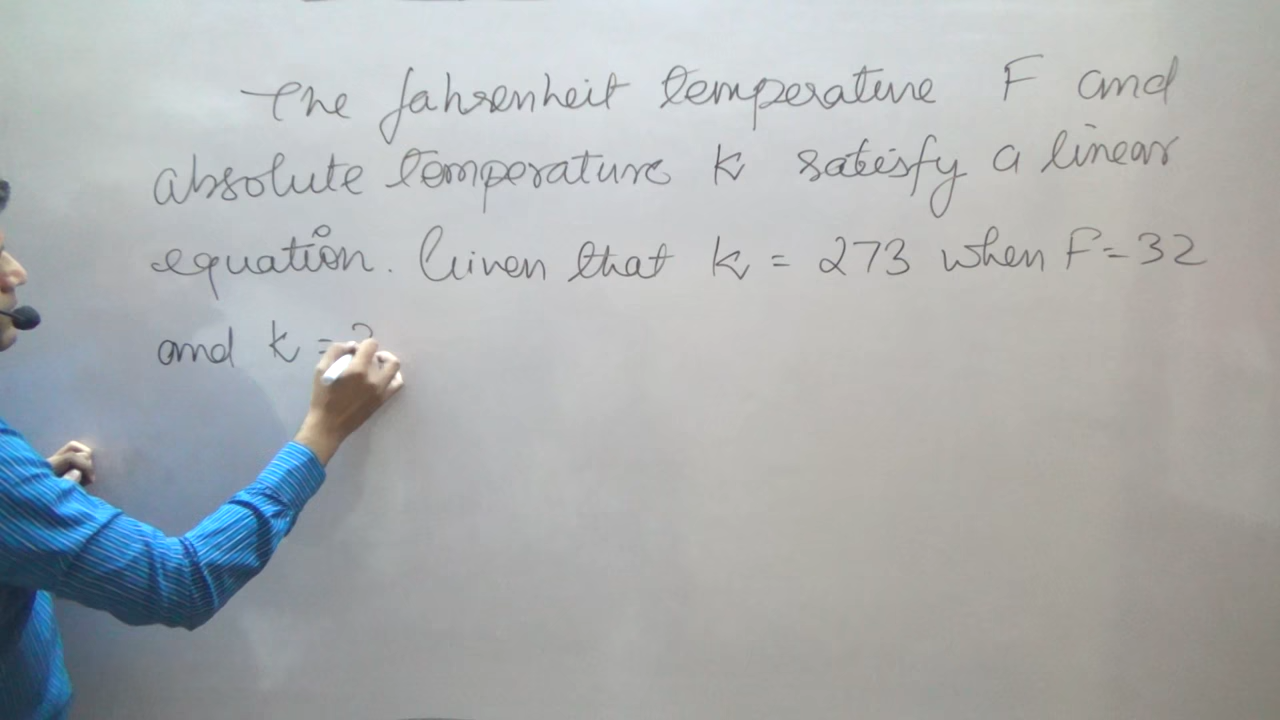 The fahrenheit temperature F and
absolute temperature K satisfy a linear
equation. Given that K = 273 when F = 32
and K =